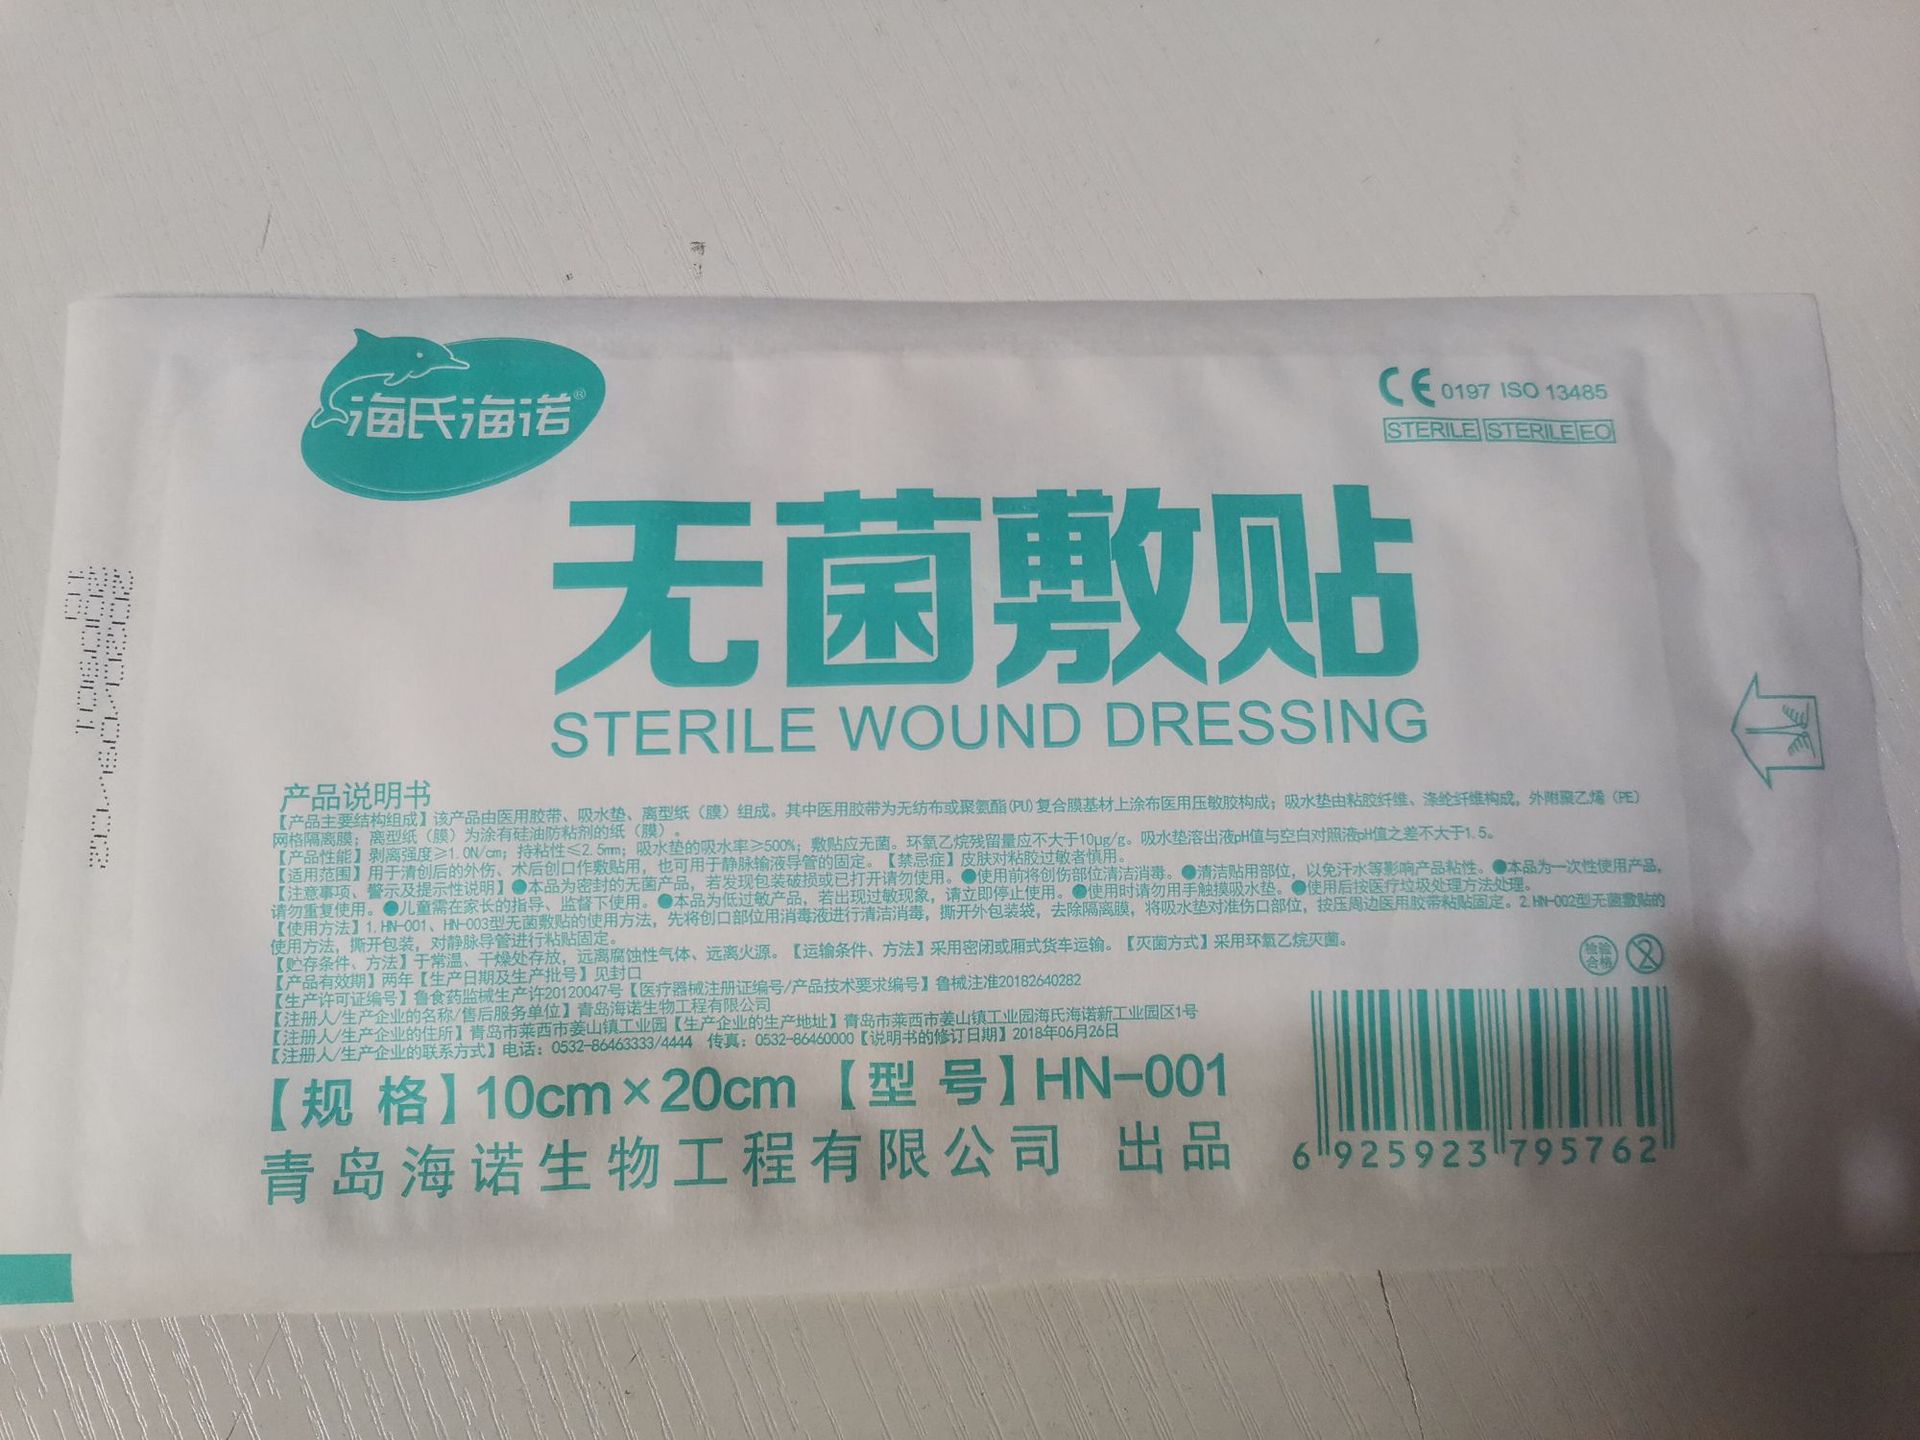 海氏海诺®
CE 0197 ISO 13485
STERILE STERILE EO
无菌敷贴
STERILE WOUND DRESSING
产品说明书
【产品主要结构组成】该产品由医用胶带、吸水垫、离型纸（膜）组成。其中医用胶带为无纺布或聚氨酯(PU)复合膜基材上涂布医用压敏胶构成；吸水垫由粘胶纤维、涤纶纤维构成，外附聚乙烯（PE）
网格隔离膜；离型纸（膜）为涂有硅油防粘剂的纸（膜）。
【产品性能】剥离强度≥1.0N/cm；持粘性≤2.5mm；吸水垫的吸水率≥500%；敷贴应无菌。环氧乙烷残留量应不大于10μg/g。吸水垫溶出液pH值与空白对照液pH值之差不大于1.5。
【适用范围】用于清创后的外伤、术后创口作敷贴用，也可用于静脉输液导管的固定。【禁忌症】皮肤对粘胶过敏者慎用。
【注意事项、警示及提示性说明】●本品为密封的无菌产品，若发现包装破损或已打开请勿使用。●使用前将创伤部位清洁消毒。●清洁贴用部位，以免汗水等影响产品粘性。●本品为一次性使用产品，
请勿重复使用。●儿童需在家长的指导、监督下使用。●本品为低过敏产品，若出现过敏现象，请立即停止使用。●使用时请勿用手触摸吸水垫。●使用后按医疗垃圾处理方法处理。
【使用方法】1.HN-001、HN-003型无菌敷贴的使用方法，先将创口部位用消毒液进行清洁消毒，撕开外包装袋，去除隔离膜，将吸水垫对准伤口部位，按压周边医用胶带粘贴固定。2.HN-002型无菌敷贴的
使用方法，撕开包装，对静脉导管进行粘贴固定。
【贮存条件、方法】于常温、干燥处存放，远离腐蚀性气体、远离火源。【运输条件、方法】采用密闭或厢式货车运输。【灭菌方式】采用环氧乙烷灭菌。
【产品有效期】两年【生产日期及生产批号】见封口
【生产许可证编号】鲁食药监械生产许20120047号【医疗器械注册证编号/产品技术要求编号】鲁械注准20182640282
【注册人/生产企业的名称/售后服务单位】青岛海诺生物工程有限公司
【注册人/生产企业的住所】青岛市莱西市姜山镇工业园【生产企业的生产地址】青岛市莱西市姜山镇工业园海氏海诺新工业园区1号
【注册人/生产企业的联系方式】电话：0532-86463333/4444 传真：0532-86460000【说明书的修订日期】2018年06月26日
检验
合格
2
【规 格】10cm×20cm【型 号】HN-001
青岛海诺生物工程有限公司 出品
6 925923 795762